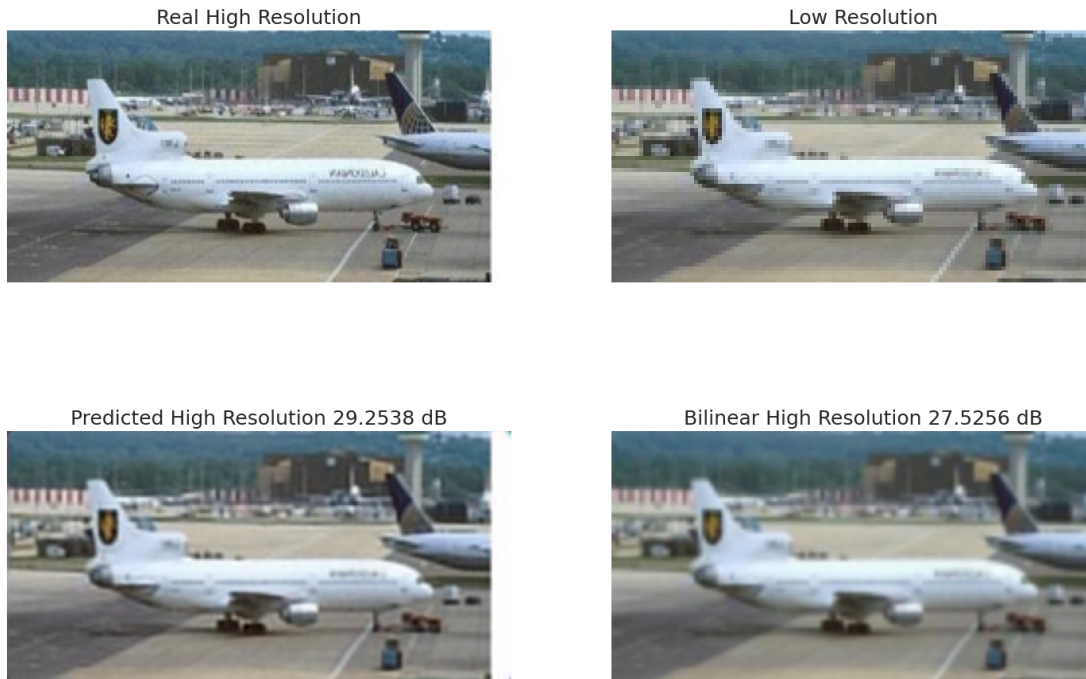 Real High Resolution
Low Resolution
Predicted High Resolution 29.2538 dB
Bilinear High Resolution 27.5256 dB